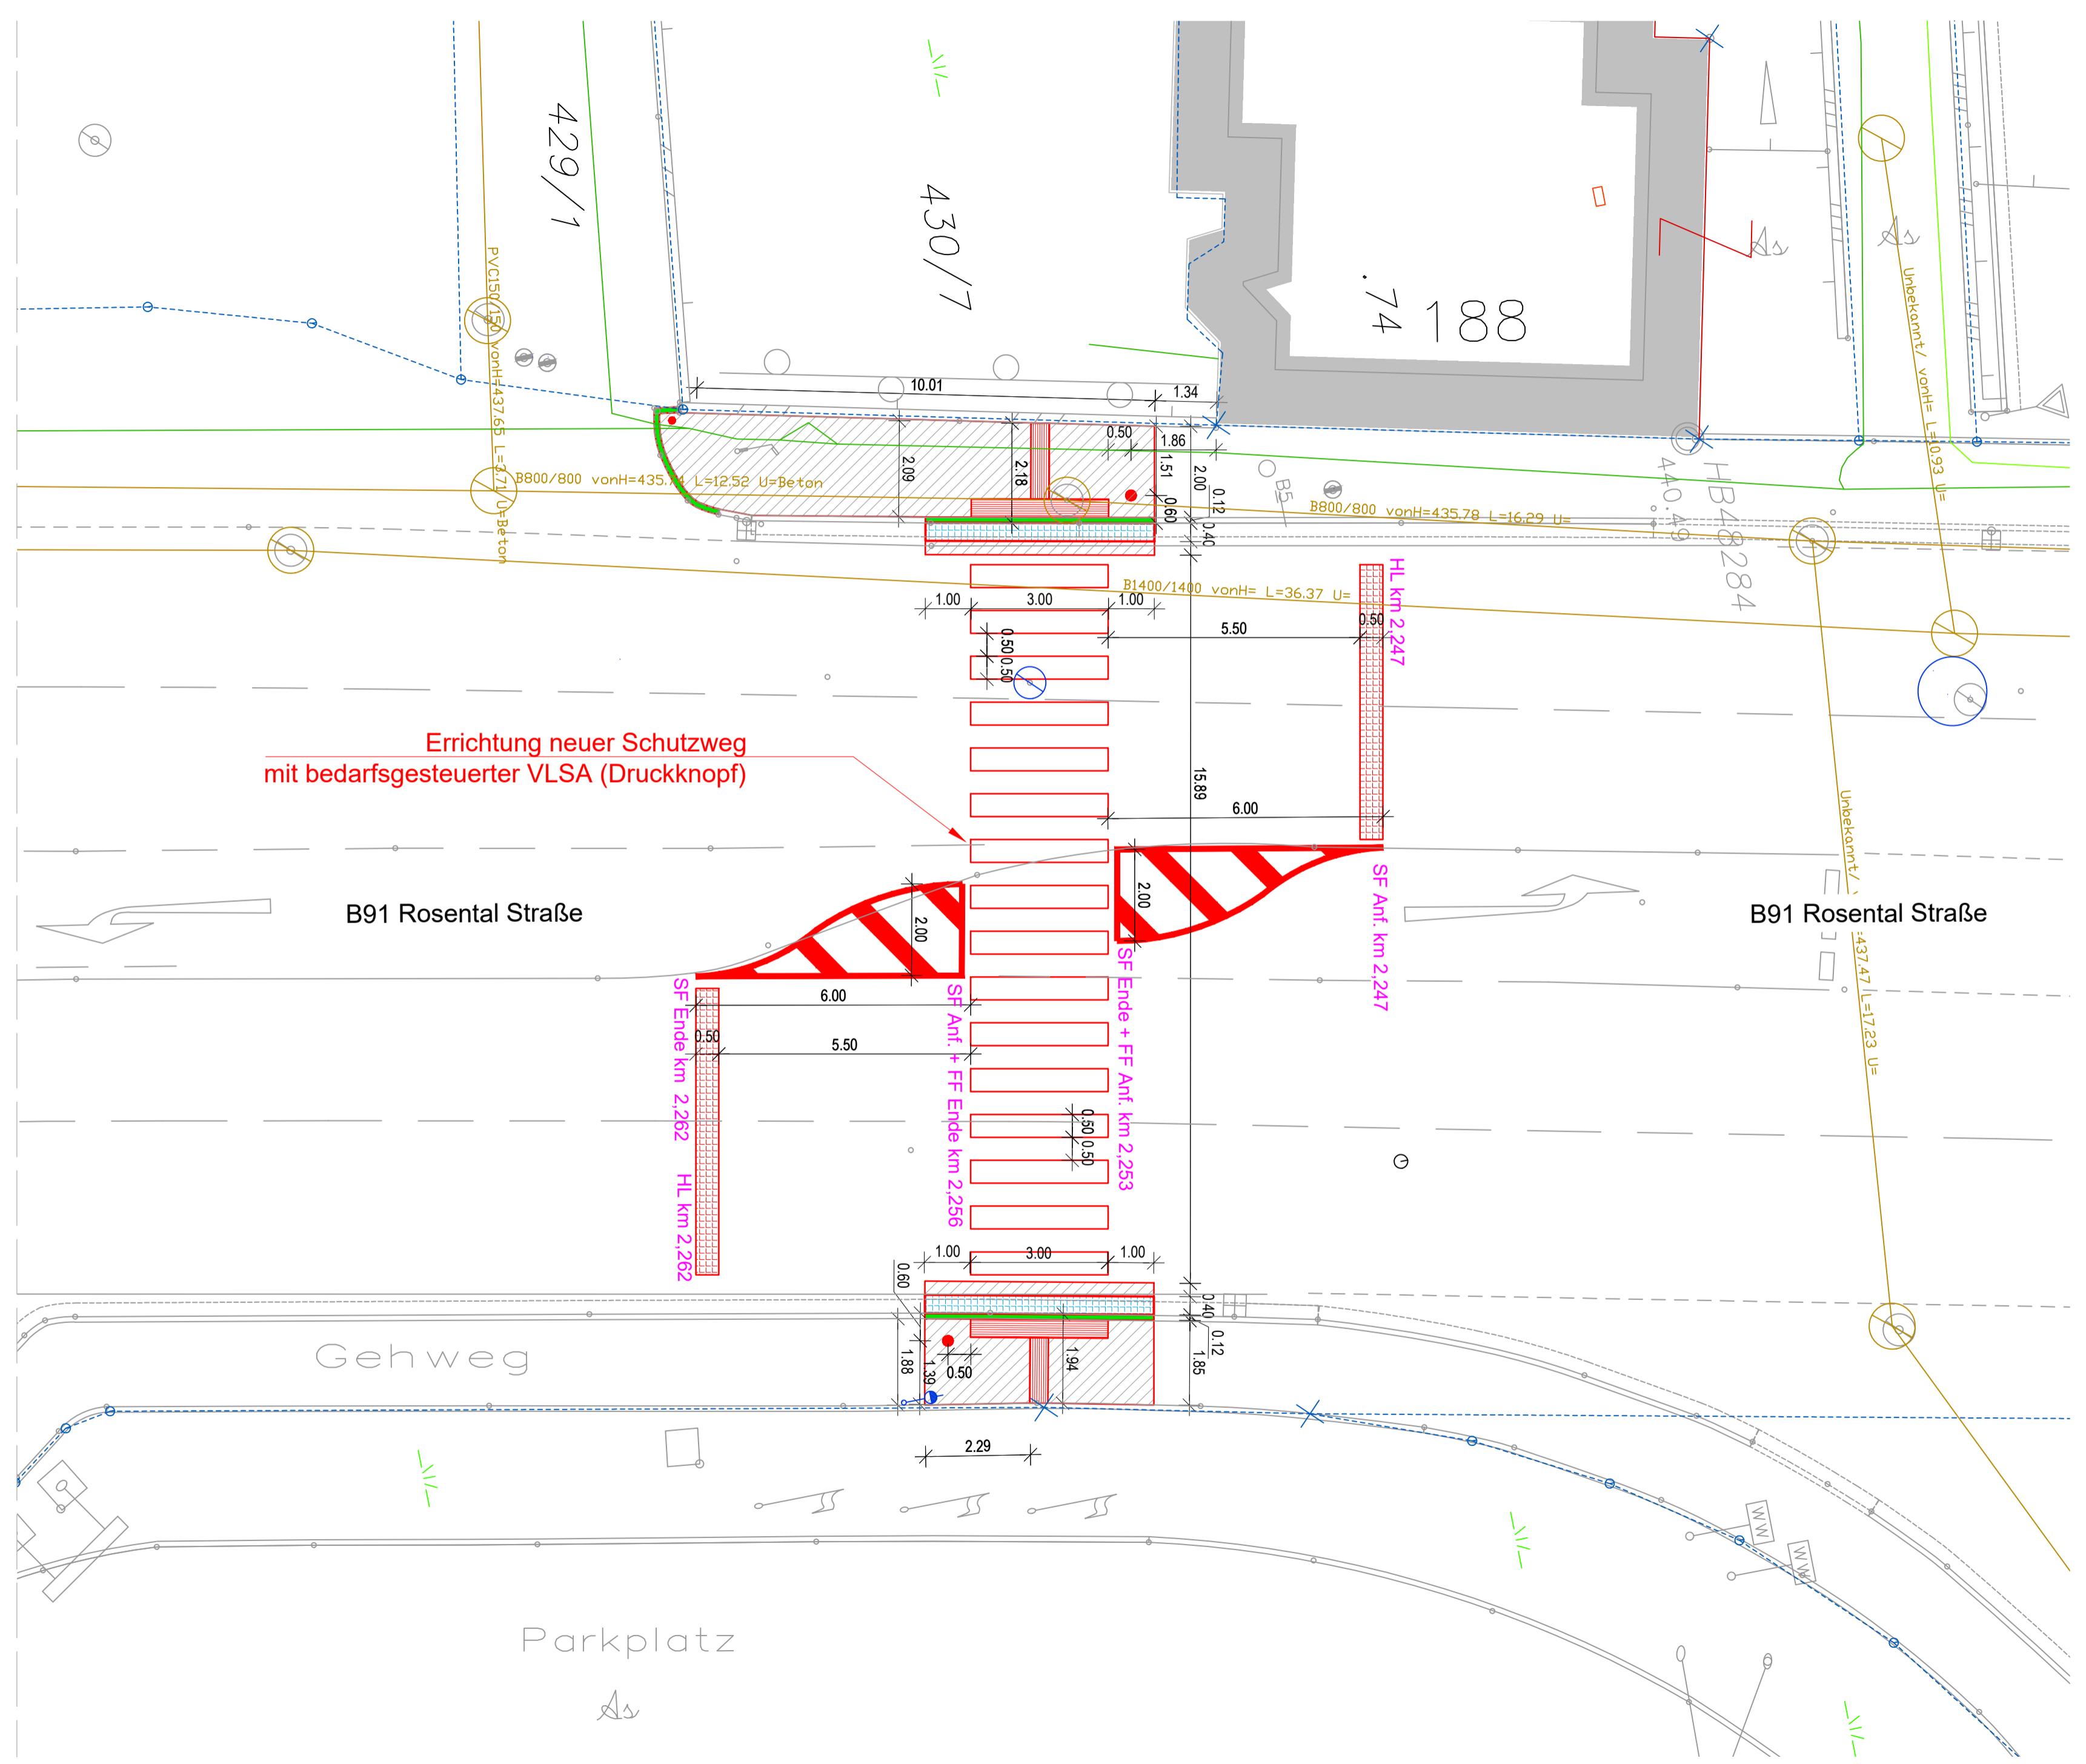 429/1
430/7
.74
188
As
As
PVC150/150 vonH=437.65 L=3.71 U=Beton
Unbekannt/ vonH= L=10.93 U=
10.01
1.34
0.50
1.86
2.09
2.18
1.51
2.00
0.12
0.60
0.40
B5
40.49
HB48284
B800/800 vonH=435.74 L=12.52 U=Beton
B800/800 vonH=435.78 L=16.29 U=
B1400/1400 vonH= L=36.37 U=
HL km 2,247
1.00
3.00
1.00
5.50
0.50
0.50
0.50
Errichtung neuer Schutzweg
mit bedarfsgesteuerter VLSA (Druckknopf)
15.89
6.00
B91 Rosental Straße
2.00
2.00
B91 Rosental Straße
SF Anf. km 2,247
SF Ende km 2,262
HL km 2,262
SF Anf. + FF Ende km 2,256
SF Ende + FF Anf. km 2,253
Unbekannt/
=437.47 L=17.23 U=
6.00
0.50
5.50
0.50
0.50
1.00
3.00
1.00
0.60
0.40
0.12
Gehweg
1.88
1.39
0.50
1.94
1.85
2.29
WW
WW
Parkplatz
As